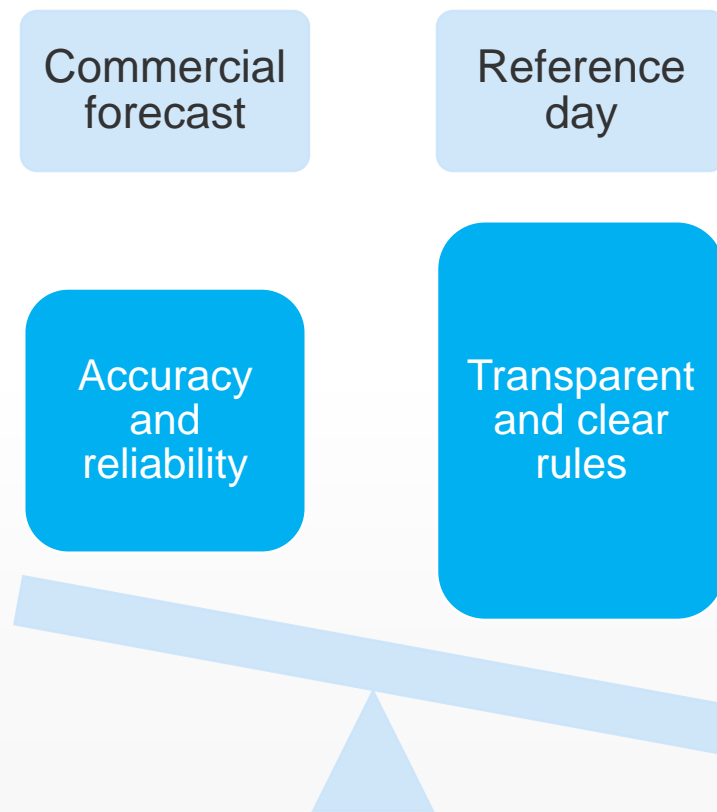 Commercial
forecast
Reference
day
Accuracy
and
reliability
Transparent
and clear
rules